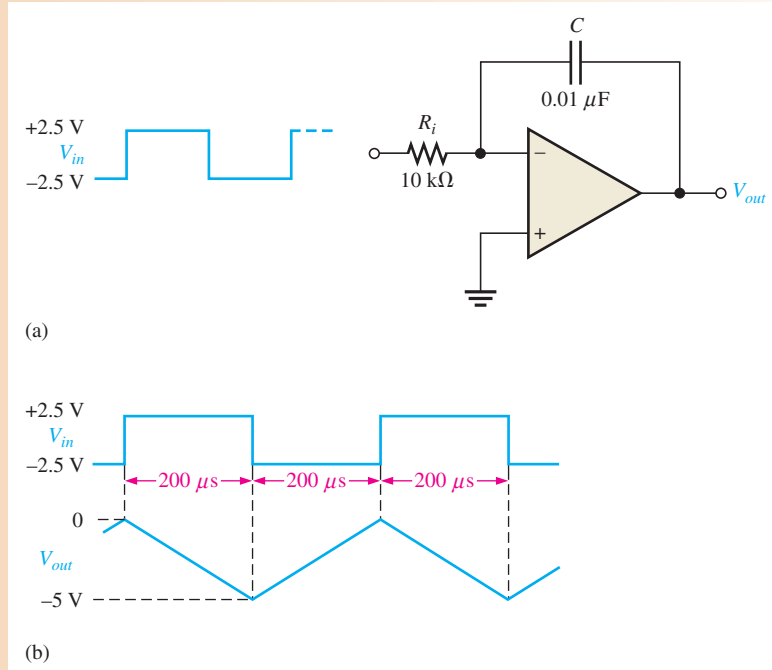 C
0.01 μF
+2.5 V
V_in
–2.5 V
R_i
10 kΩ
–
+
V_out
(a)
+2.5 V
V_in
–2.5 V
200 μs 200 μs 200 μs
0
V_out
–5 V
(b)